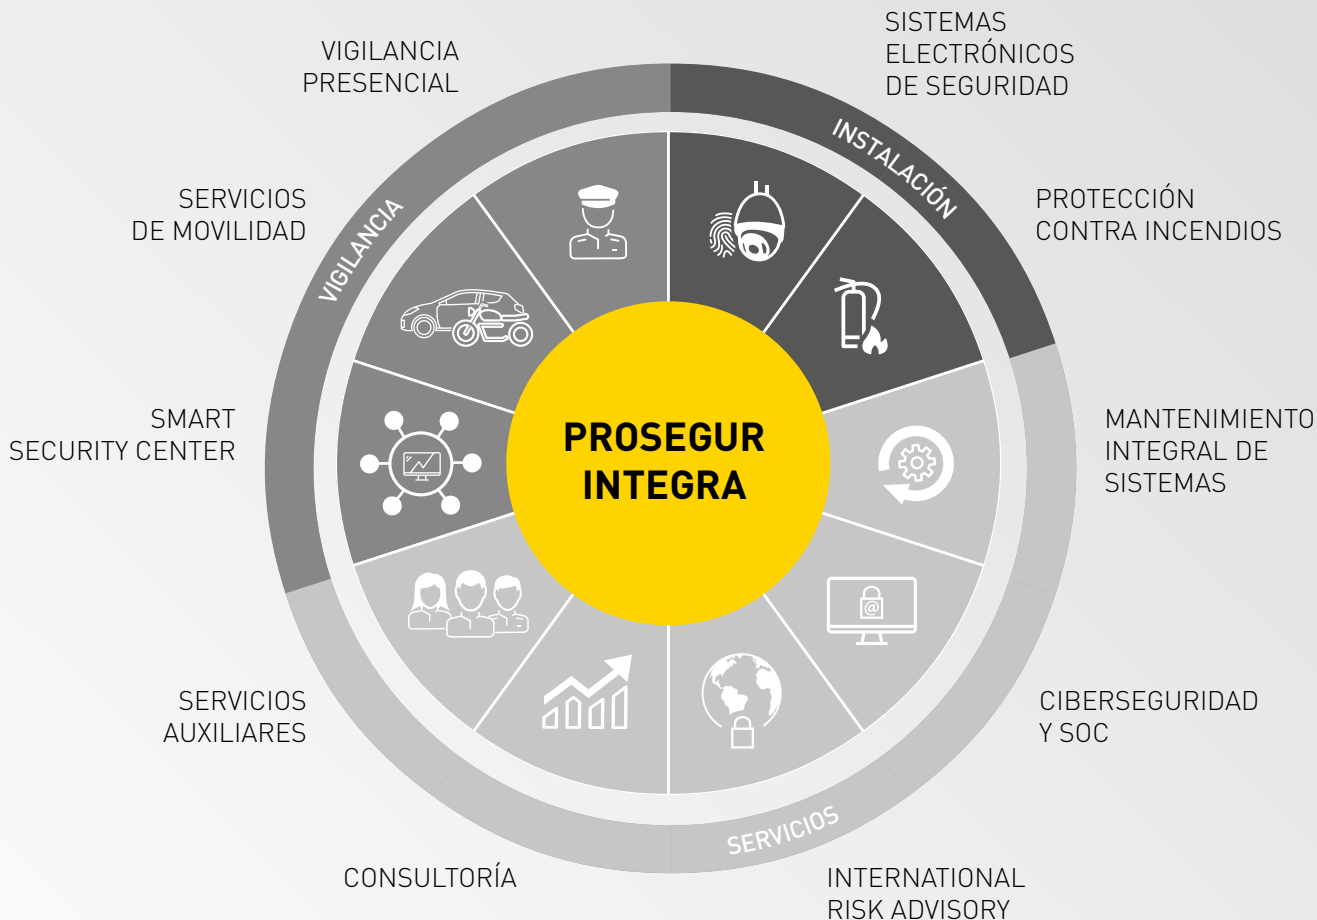 SISTEMAS
ELECTRÓNICOS
DE SEGURIDAD
VIGILANCIA
PRESENCIAL
INSTALACIÓN
PROTECCIÓN
CONTRA INCENDIOS
SERVICIOS
DE MOVILIDAD
VIGILANCIA
SMART
SECURITY CENTER
PROSEGUR
INTEGRA
MANTENIMIENTO
INTEGRAL DE
SISTEMAS
@
SERVICIOS
AUXILIARES
CIBERSEGURIDAD
Y SOC
SERVICIOS
CONSULTORÍA
INTERNATIONAL
RISK ADVISORY